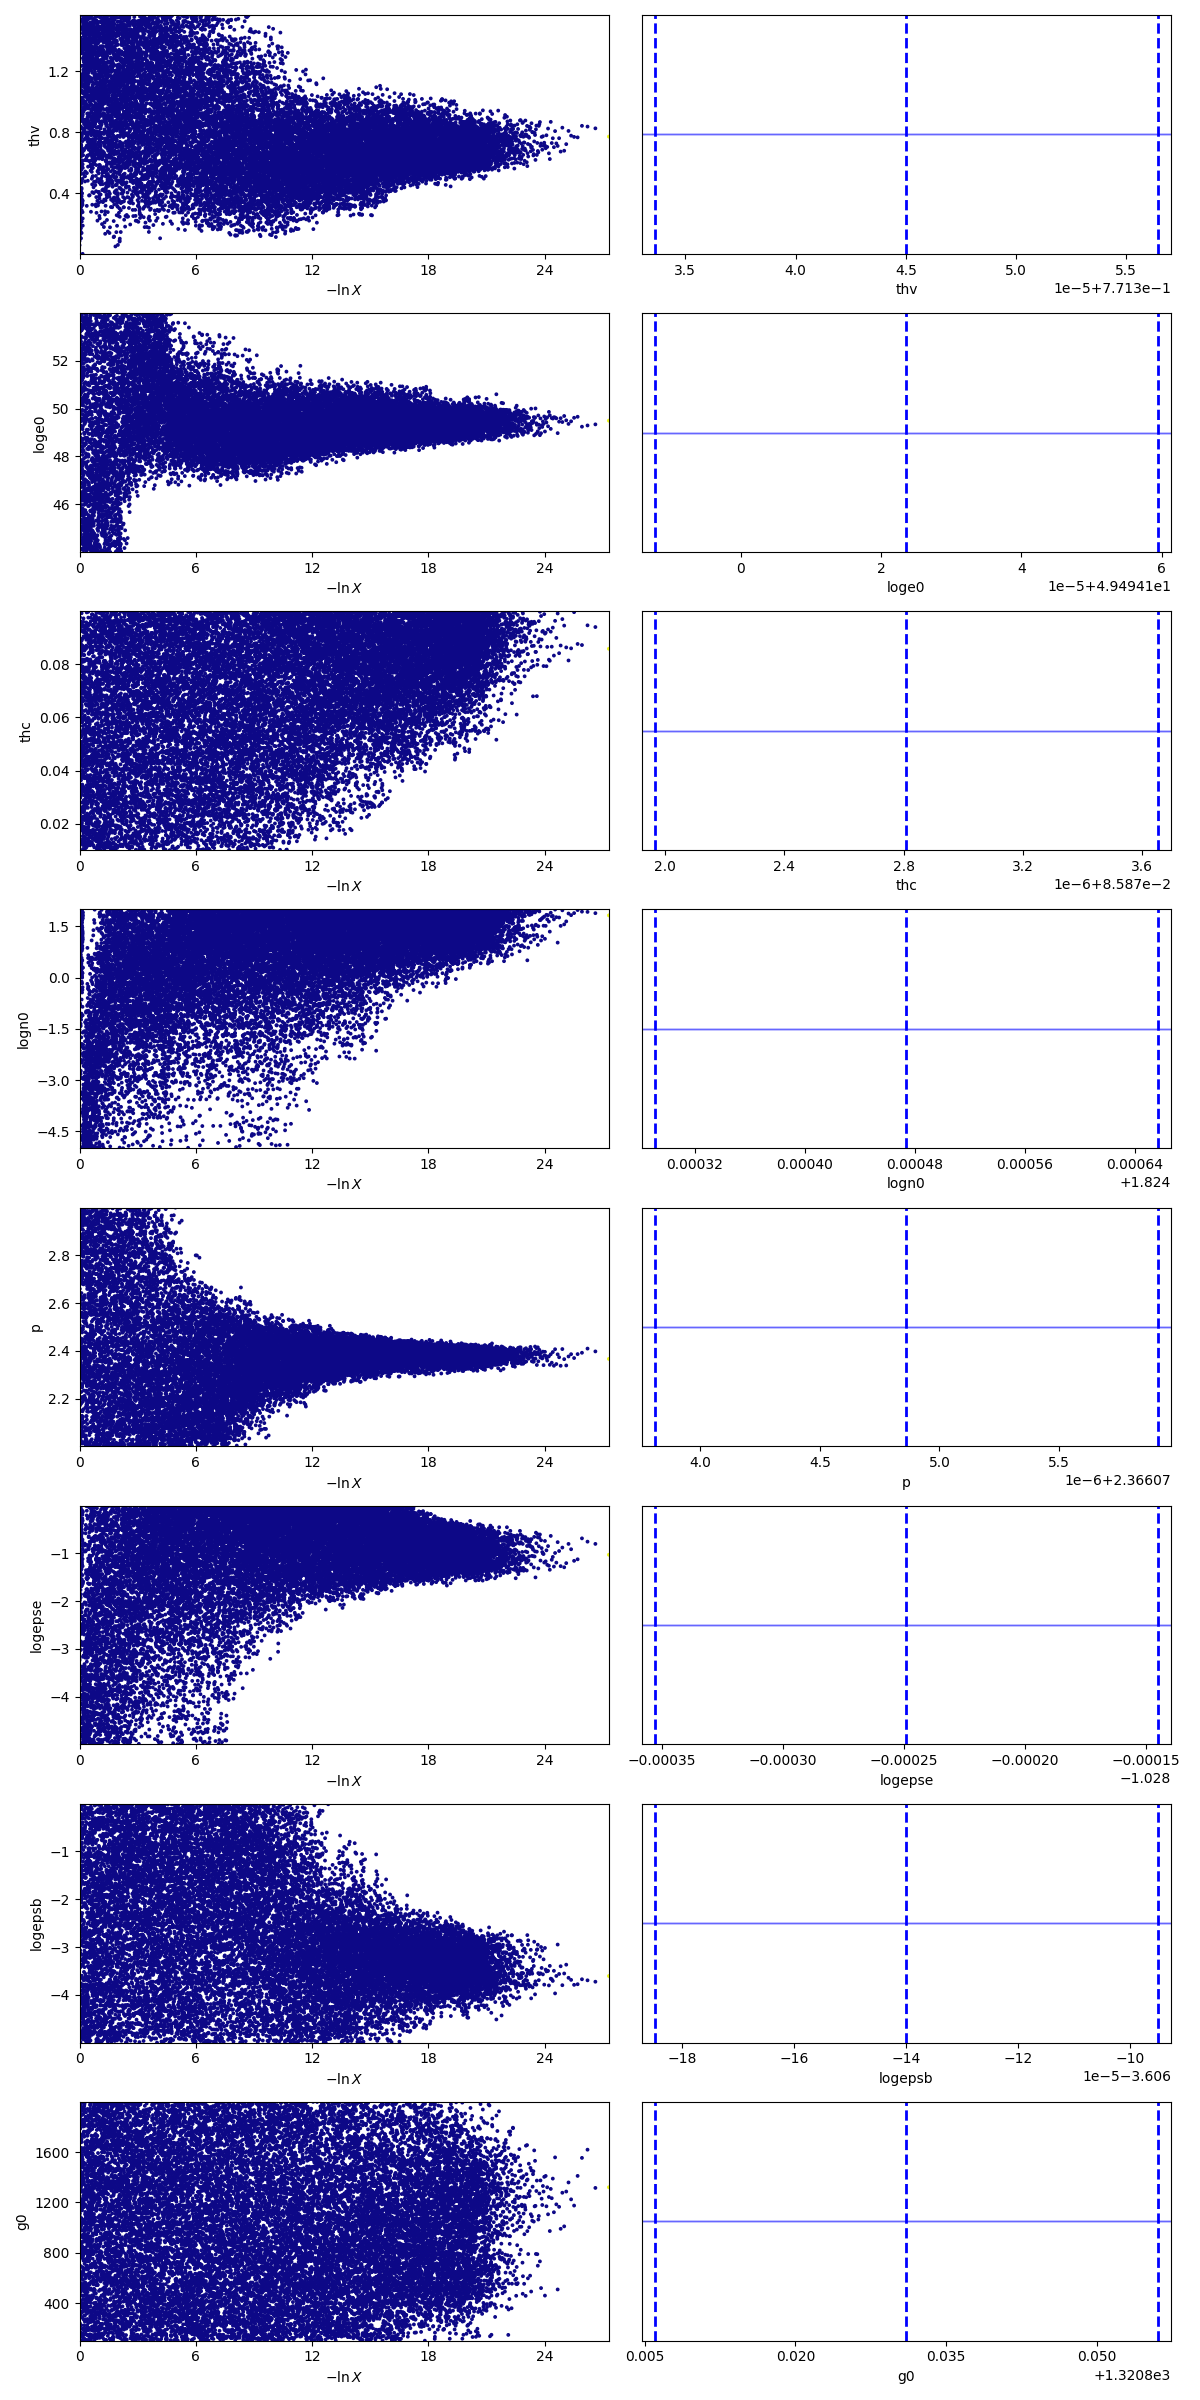 1.2
0.8
0.4
thv
0 6 12 18 24
−ln X
3.5 4.0 4.5 5.0 5.5
thv
1e−5+7.713e−1
52
50
48
46
loge0
0 6 12 18 24
−ln X
0 2 4 6
loge0
1e−5+4.94941e1
0.08
0.06
0.04
0.02
thc
0 6 12 18 24
−ln X
2.0 2.4 2.8 3.2 3.6
thc
1e−6+8.587e−2
1.5
0.0
−1.5
−3.0
−4.5
logn0
0 6 12 18 24
−ln X
0.00032 0.00040 0.00048 0.00056 0.00064
logn0
+1.824
2.8
2.6
2.4
2.2
p
0 6 12 18 24
−ln X
4.0 4.5 5.0 5.5
p
1e−6+2.36607
−1
−2
−3
−4
logepse
0 6 12 18 24
−ln X
−0.00035 −0.00030 −0.00025 −0.00020 −0.00015
logepse
−1.028
−1
−2
−3
−4
logepsb
0 6 12 18 24
−ln X
−18 −16 −14 −12 −10
logepsb
1e−5−3.606
1600
1200
800
400
g0
0 6 12 18 24
−ln X
0.005 0.020 0.035 0.050
g0
+1.3208e3